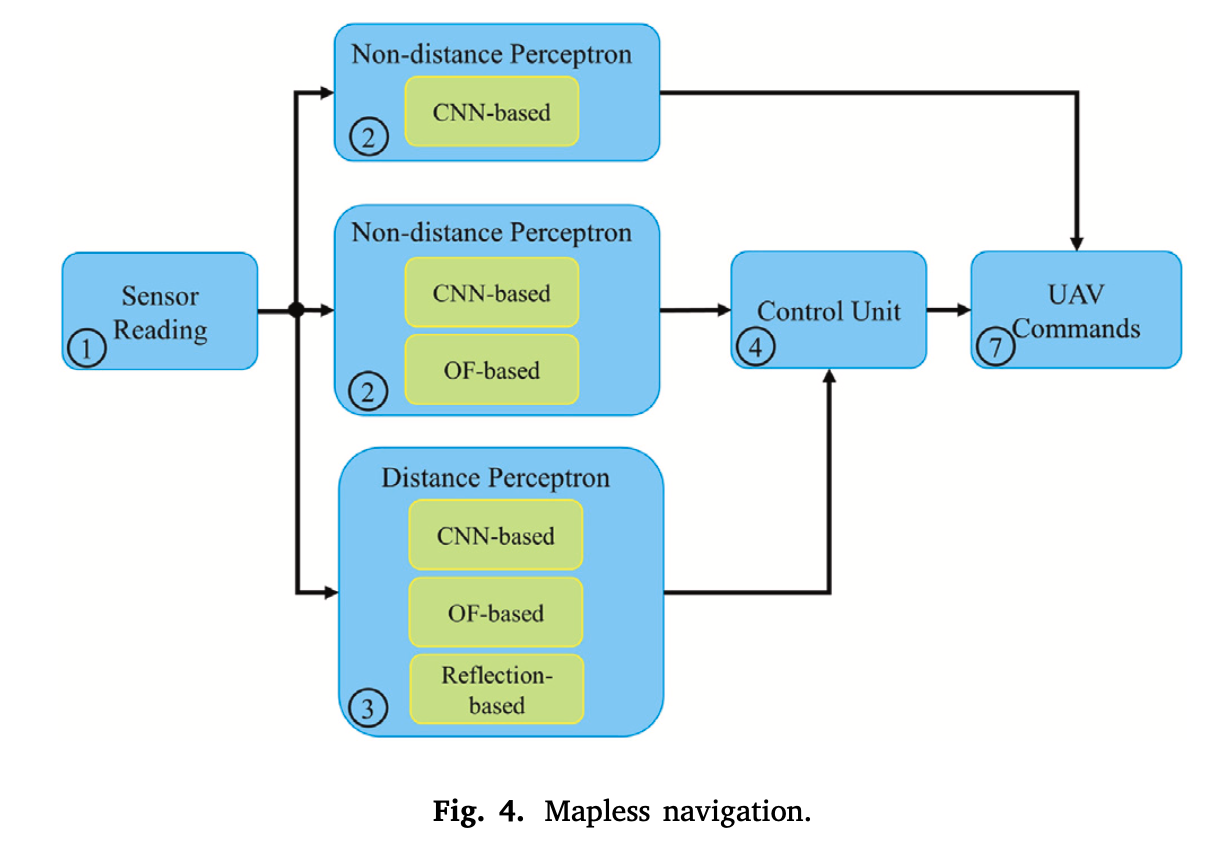 Non-distance Perceptron
CNN-based
2
Non-distance Perceptron
CNN-based
OF-based
2
Sensor
Reading
1
Control Unit
4
UAV
Commands
7
Distance Perceptron
CNN-based
OF-based
Reflection-
based
3
Fig. 4. Mapless navigation.